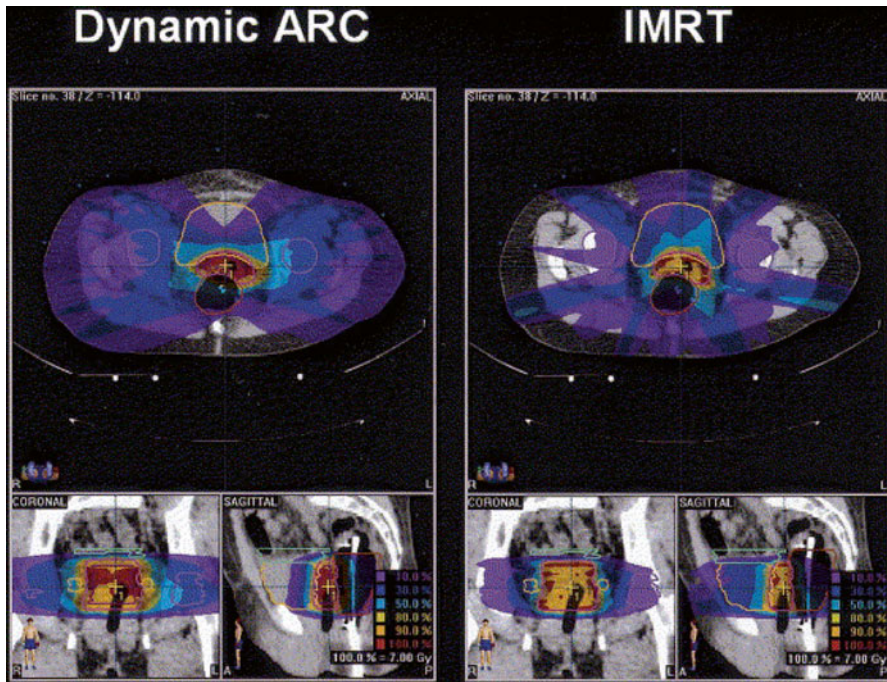 Dynamic ARC
IMRT
Slice no. 38 / Z = -114.0
AXIAL
Slice no. 38 / Z = -114.0
AXIAL
R
L
R
L
CORONAL
SAGITTAL
CORONAL
SAGITTAL
10.0 %
30.0 %
50.0 %
80.0 %
90.0 %
100.0 %
100.0 % = 7.00 Gy
10.0 %
30.0 %
50.0 %
80.0 %
90.0 %
100.0 %
100.0 % = 7.00 Gy
R
L
A
P
R
L
A
P